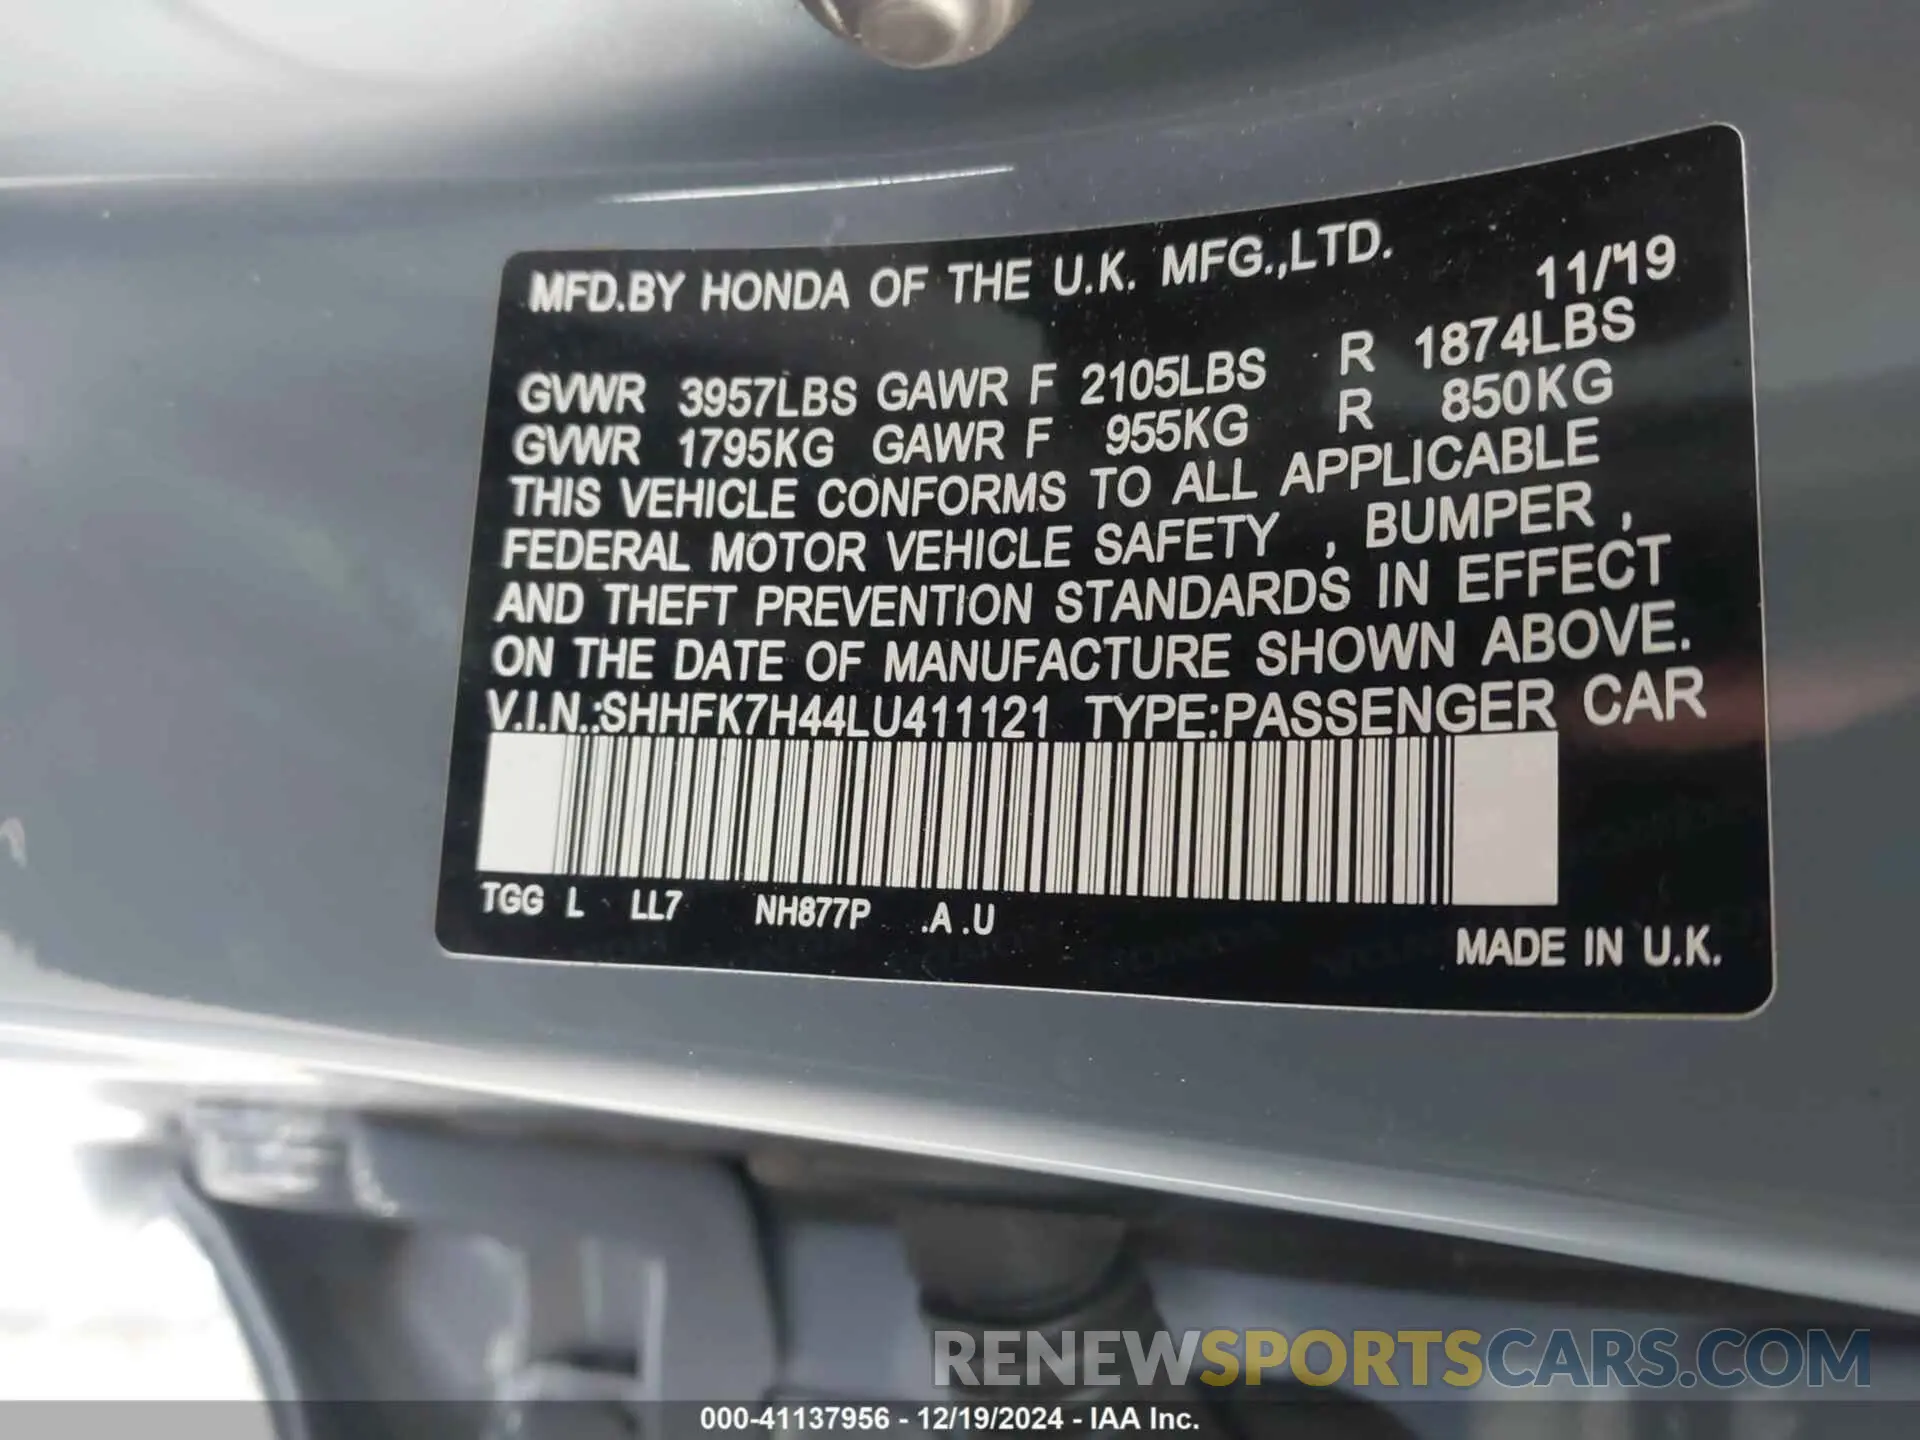 MFD.BY HONDA OF THE U.K. MFG.,LTD. 11/19
GVWR 3957LBS GAWR F 2105LBS R 1874LBS
GVWR 1795KG GAWR F 955KG R 850KG
THIS VEHICLE CONFORMS TO ALL APPLICABLE
FEDERAL MOTOR VEHICLE SAFETY , BUMPER ,
AND THEFT PREVENTION STANDARDS IN EFFECT
ON THE DATE OF MANUFACTURE SHOWN ABOVE.
V.I.N.:SHHFK7H44LU411121 TYPE:PASSENGER CAR
TGG L LL7 NH877P .A .U
MADE IN U.K.
RENEWSPORTSCARS.COM
000-41137956 - 12/19/2024 - IAA Inc.